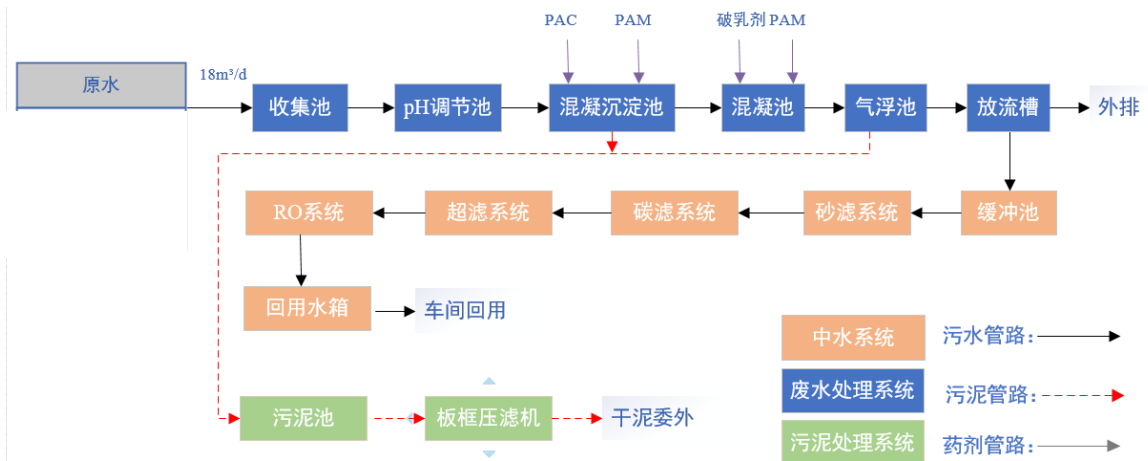 PAC
PAM
破乳剂 PAM
原水
18m³/d
收集池
pH调节池
混凝沉淀池
混凝池
气浮池
放流槽
外排
RO系统
超滤系统
碳滤系统
砂滤系统
缓冲池
回用水箱
车间回用
中水系统
污水管路:
废水处理系统
污泥管路:
污泥池
板框压滤机
干泥委外
污泥处理系统
药剂管路: